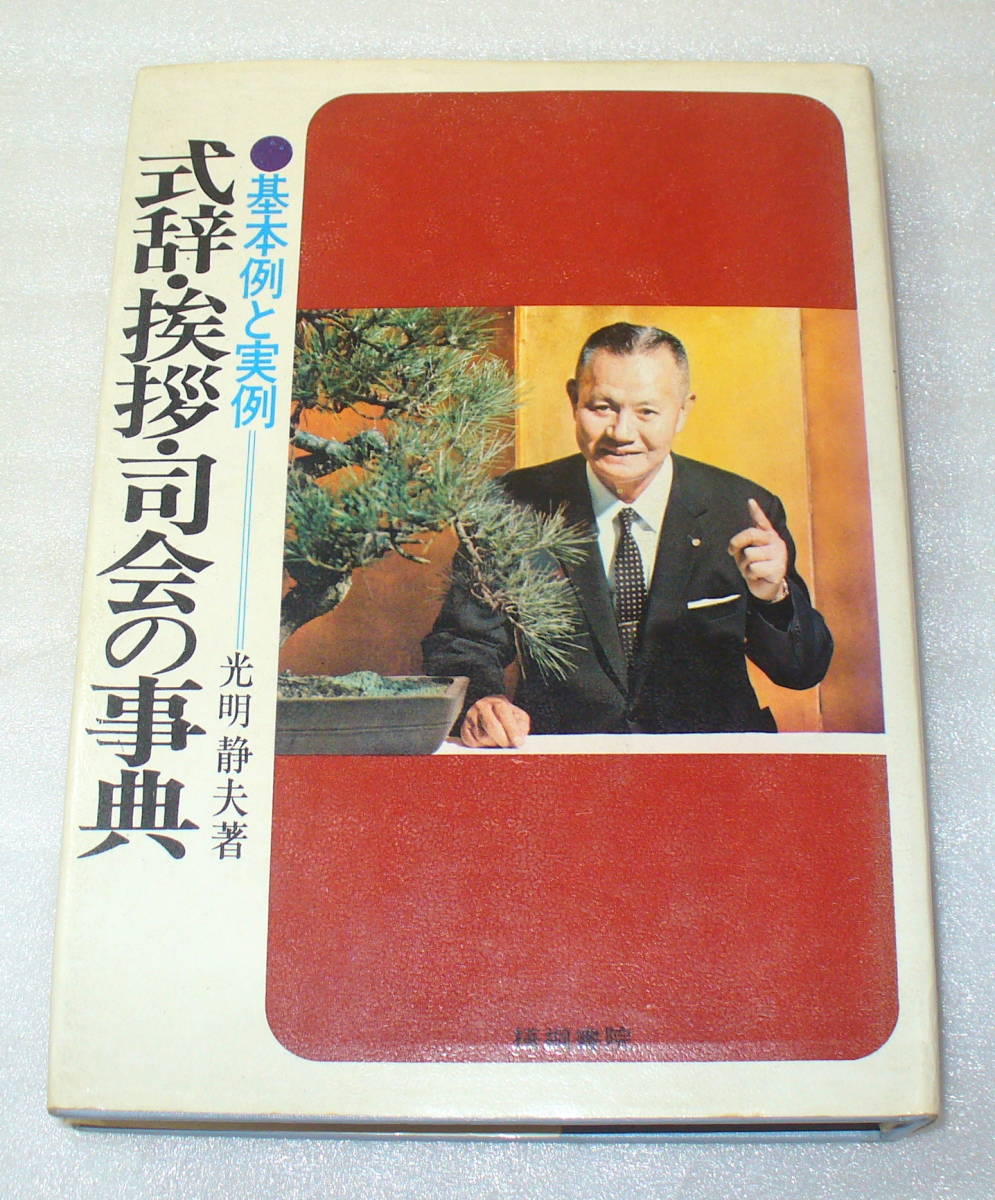 式辞・挨拶・司会の事典
●基本例と実例
光明静夫著